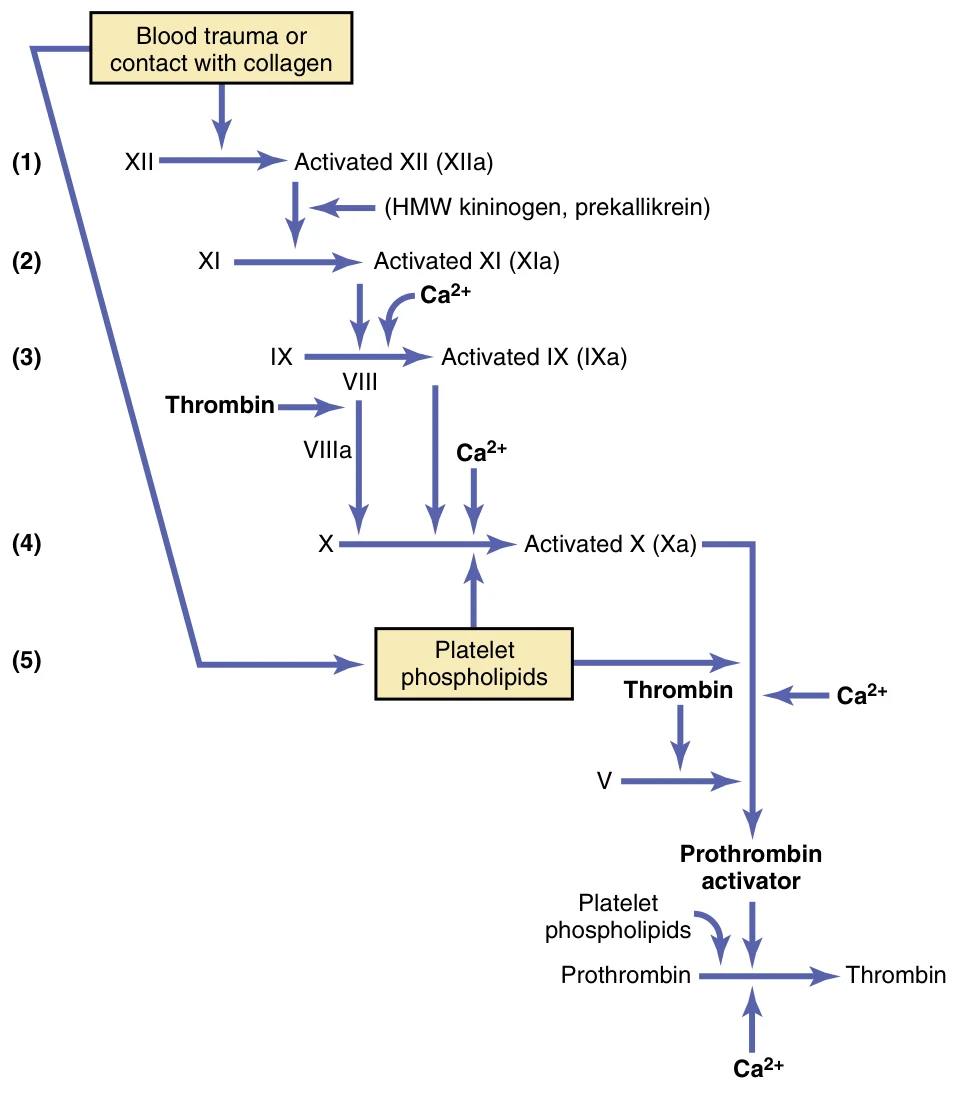 Blood trauma or
contact with collagen
(1) XII Activated XII (XIIa)
(HMW kininogen, prekallikrein)
(2) XI Activated XI (XIa)
Ca2+
(3) IX Activated IX (IXa)
VIII
Thrombin
VIIIa Ca2+
(4) X Activated X (Xa)
(5) Platelet
phospholipids
Thrombin Ca2+
V
Prothrombin
activator
Platelet
phospholipids
Prothrombin Thrombin
Ca2+